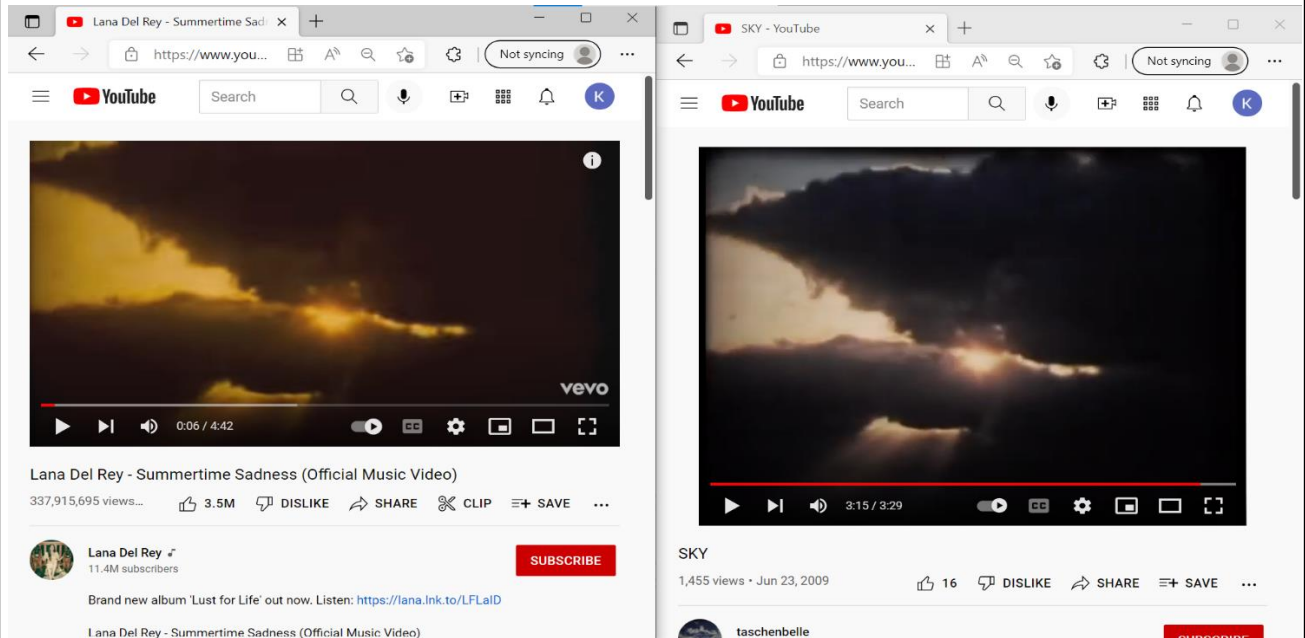 Lana Del Rey - Summertime Sad
https://www.you...
Not syncing
YouTube
Search
K
vevo
0:06 / 4:42
CC
Lana Del Rey - Summertime Sadness (Official Music Video)
337,915,695 views...
3.5M
DISLIKE
SHARE
CLIP
SAVE
Lana Del Rey
11.4M subscribers
SUBSCRIBE
Brand new album 'Lust for Life' out now. Listen: https://lana.lnk.to/LFLalD
Lana Del Rey - Summertime Sadness (Official Music Video)
SKY - YouTube
https://www.you...
Not syncing
YouTube
Search
K
3:15 / 3:29
CC
SKY
1,455 views • Jun 23, 2009
16
DISLIKE
SHARE
SAVE
taschenbelle
SUBSCRIBE